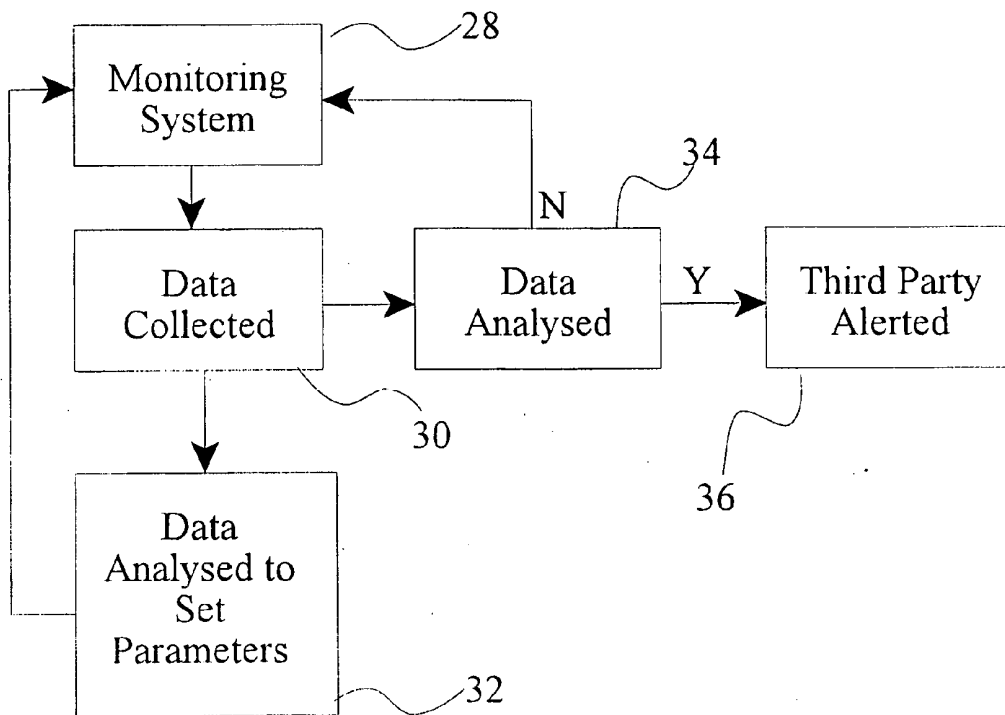 28
Monitoring
System
34
N
Data
Collected
Data
Analysed
Y
Third Party
Alerted
30
36
Data
Analysed to
Set
Parameters
32